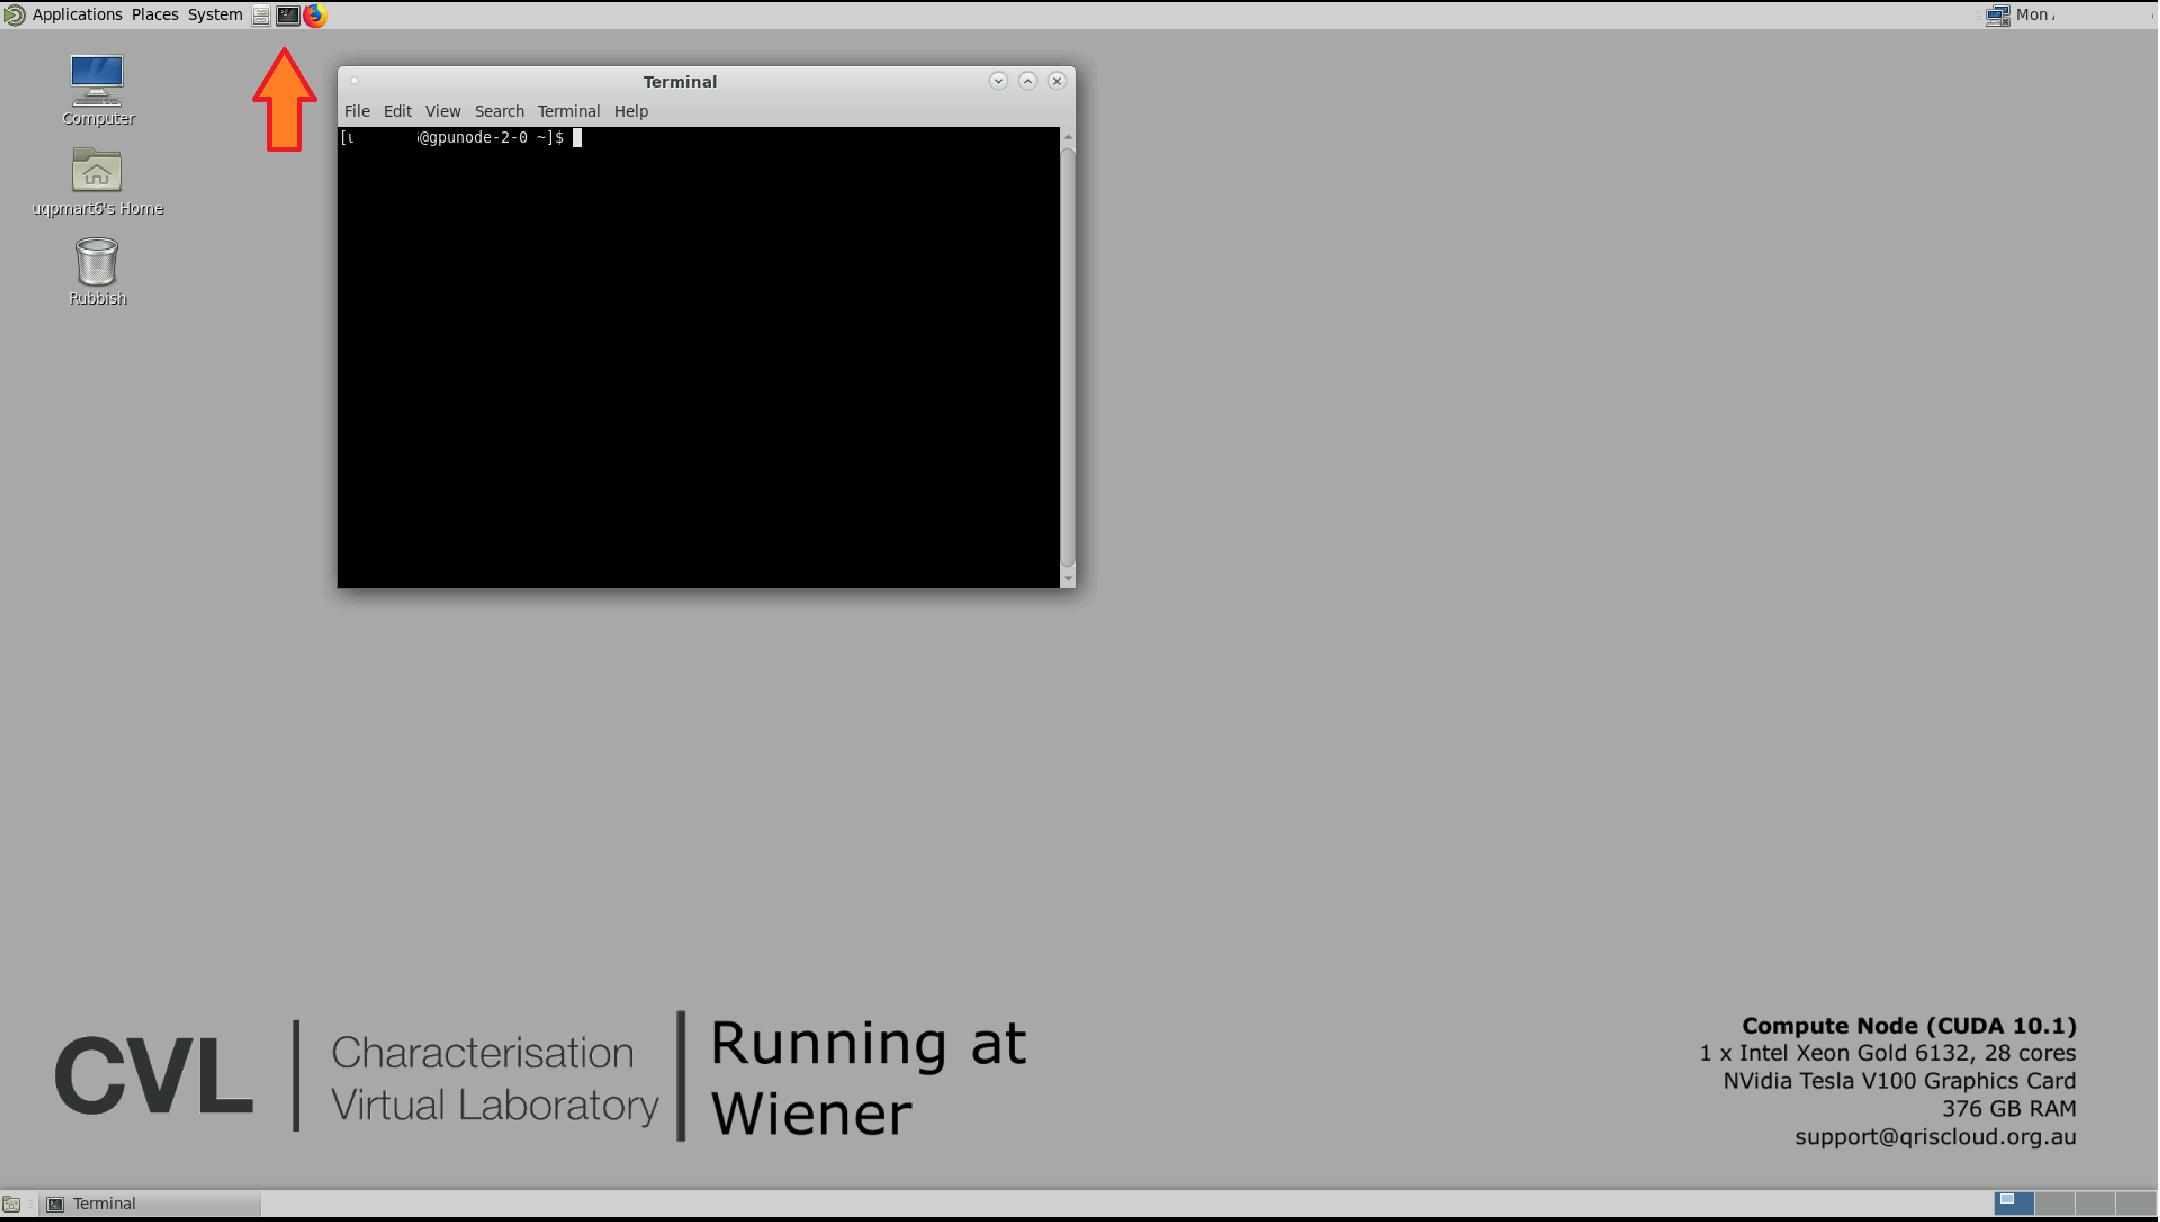 Applications Places System
Mon
Computer
uqpmart6's Home
Rubbish
Terminal
File Edit View Search Terminal Help
@gpunode-2-0 ~]$
CVL
Characterisation
Virtual Laboratory
Running at
Wiener
Compute Node (CUDA 10.1)
1 x Intel Xeon Gold 6132, 28 cores
NVidia Tesla V100 Graphics Card
376 GB RAM
support@qriscloud.org.au
Terminal